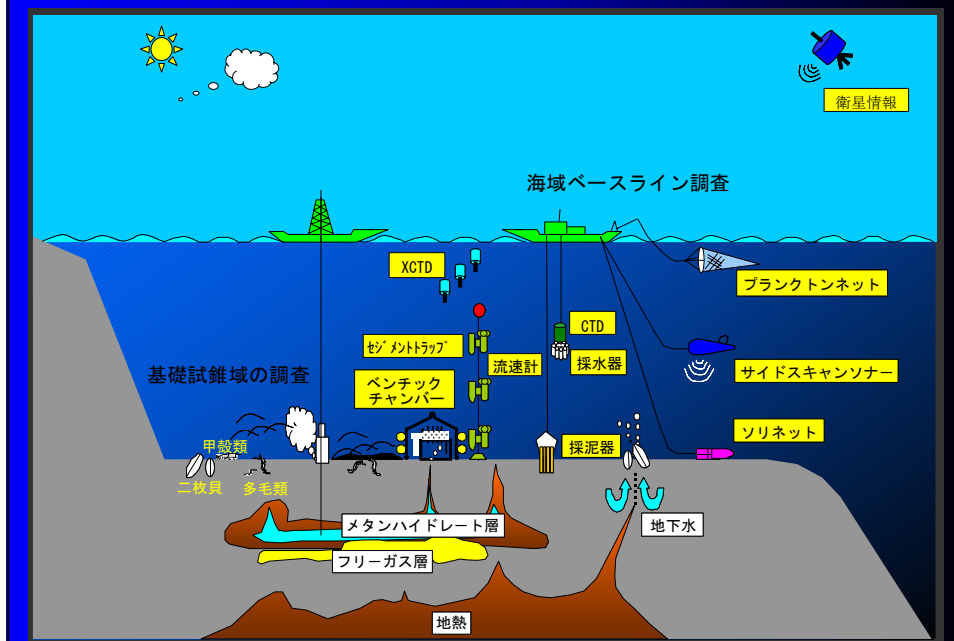 衛星情報
海域ベースライン調査
XCTD
プランクトンネット
CTD
ｾｼﾞﾒﾝﾄﾄﾗｯﾌﾟ
流速計
採水器
サイドスキャンソナー
基礎試錐域の調査
ベンチック
チャンバー
ソリネット
甲殻類
採泥器
二枚貝
多毛類
メタンハイドレート層
地下水
フリーガス層
地熱